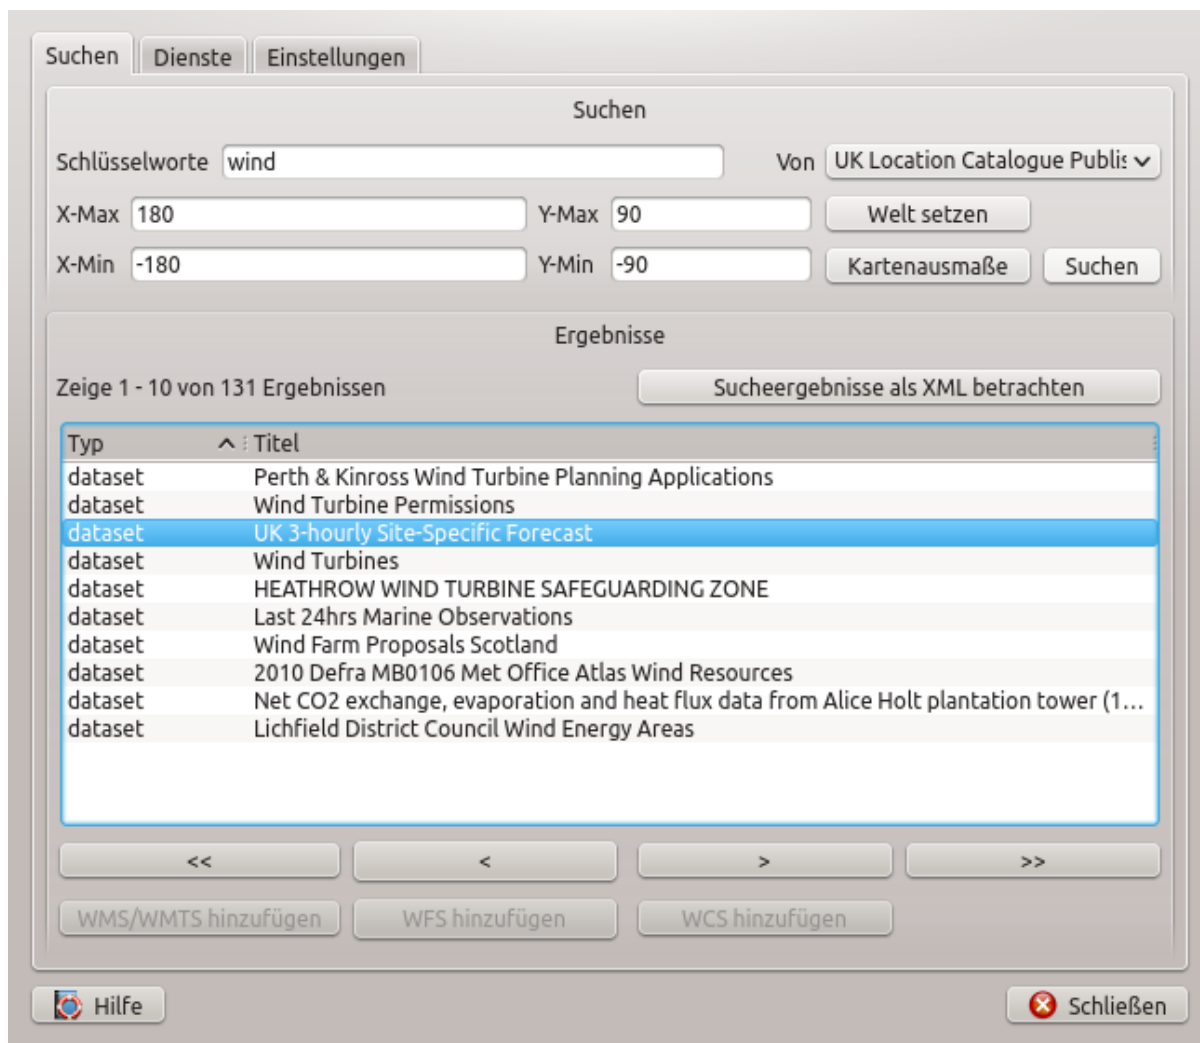 Suchen Dienste Einstellungen
Suchen
Schlüsselworte wind Von UK Location Catalogue Publis
X-Max 180 Y-Max 90 Welt setzen
X-Min -180 Y-Min -90 Kartenausmaße Suchen
Ergebnisse
Zeige 1 - 10 von 131 Ergebnissen Sucheergebnisse als XML betrachten
Typ Titel
dataset Perth & Kinross Wind Turbine Planning Applications
dataset Wind Turbine Permissions
dataset UK 3-hourly Site-Specific Forecast
dataset Wind Turbines
dataset HEATHROW WIND TURBINE SAFEGUARDING ZONE
dataset Last 24hrs Marine Observations
dataset Wind Farm Proposals Scotland
dataset 2010 Defra MB0106 Met Office Atlas Wind Resources
dataset Net CO2 exchange, evaporation and heat flux data from Alice Holt plantation tower (1...
dataset Lichfield District Council Wind Energy Areas
<< < > >>
WMS/WMTS hinzufügen WFS hinzufügen WCS hinzufügen
Hilfe Schließen